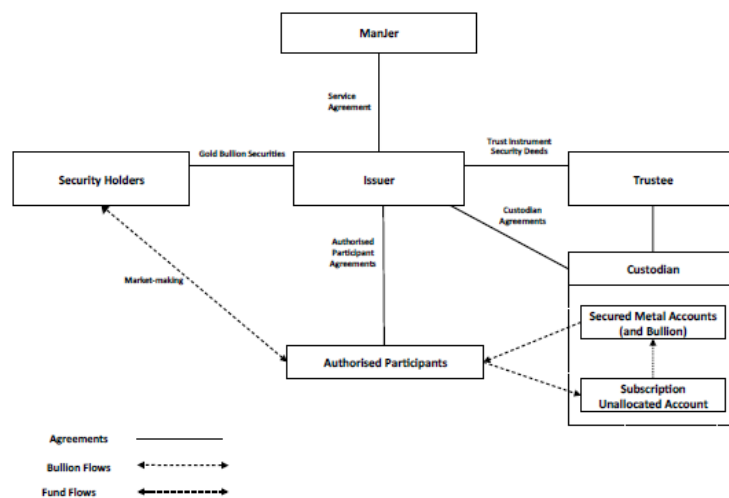 ManJer
Service
Agreement
Gold Bullion Securities
Trust Instrument
Security Deeds
Security Holders
Issuer
Trustee
Custodian
Agreements
Authorised
Participant
Agreements
Custodian
Market-making
Secured Metal Accounts
(and Bullion)
Authorised Participants
Subscription
Unallocated Account
Agreements
Bullion Flows
Fund Flows